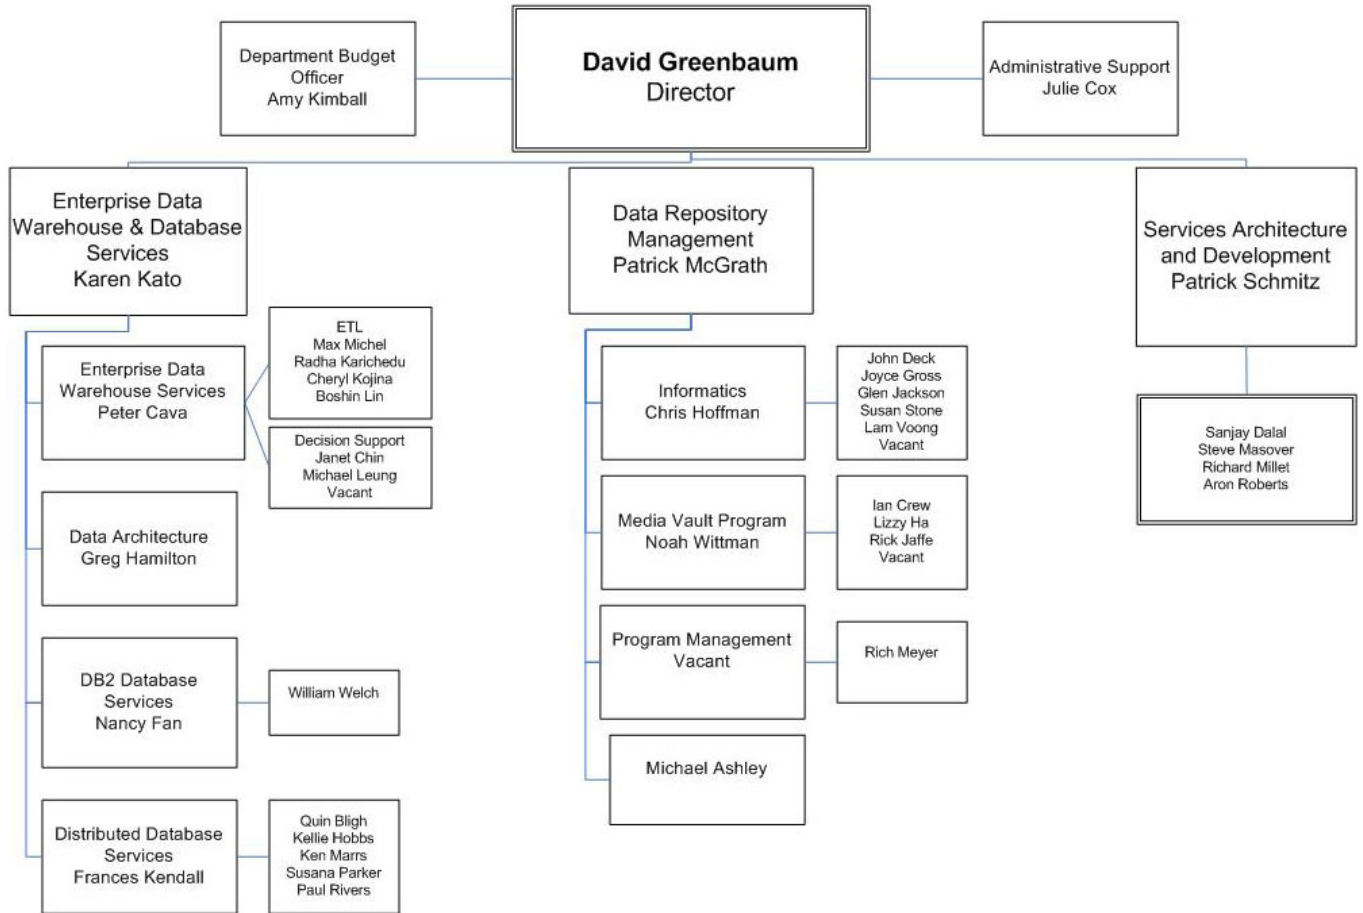 Department Budget
Officer
Amy Kimball
David Greenbaum
Director
Administrative Support
Julie Cox
Enterprise Data
Warehouse & Database
Services
Karen Kato
Data Repository
Management
Patrick McGrath
Services Architecture
and Development
Patrick Schmitz
Enterprise Data
Warehouse Services
Peter Cava
ETL
Max Michel
Radha Karichedu
Cheryl Kojina
Boshin Lin
Decision Support
Janet Chin
Michael Leung
Vacant
Data Architecture
Greg Hamilton
DB2 Database
Services
Nancy Fan
William Welch
Distributed Database
Services
Frances Kendall
Quin Bligh
Kellie Hobbs
Ken Marrs
Susana Parker
Paul Rivers
Informatics
Chris Hoffman
John Deck
Joyce Gross
Glen Jackson
Susan Stone
Lam Voong
Vacant
Media Vault Program
Noah Wittman
Ian Crew
Lizzy Ha
Rick Jaffe
Vacant
Program Management
Vacant
Rich Meyer
Michael Ashley
Sanjay Dalal
Steve Masover
Richard Millet
Aron Roberts